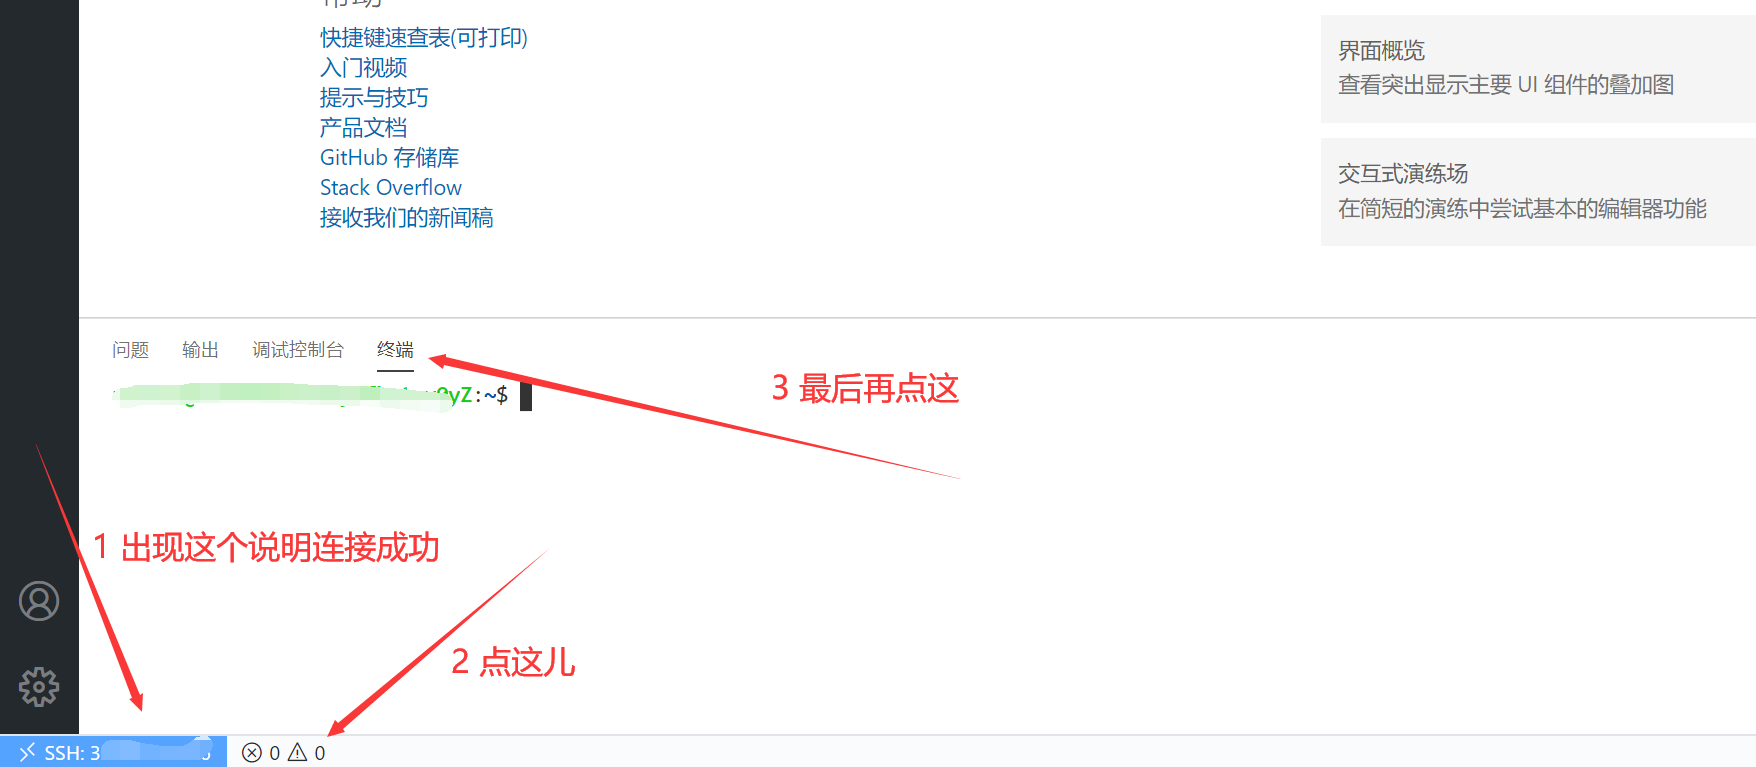 快捷键速查表(可打印)
入门视频
提示与技巧
产品文档
GitHub 存储库
Stack Overflow
接收我们的新闻稿
界面概览
查看突出显示主要 UI 组件的叠加图
交互式演练场
在简短的演练中尝试基本的编辑器功能
问题 输出 调试控制台 终端
yZ:~$
3 最后再点这
1 出现这个说明连接成功
2 点这儿
SSH: 3
0 0